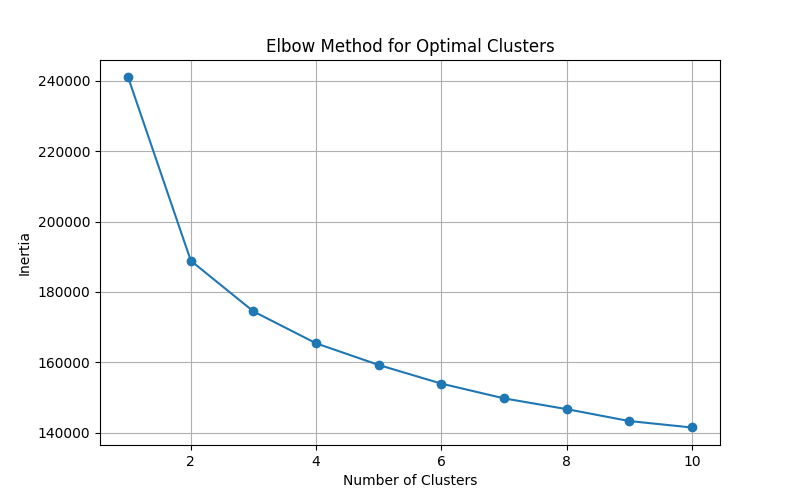 Elbow Method for Optimal Clusters
240000
220000
200000
180000
160000
140000
Inertia
2 4 6 8 10
Number of Clusters